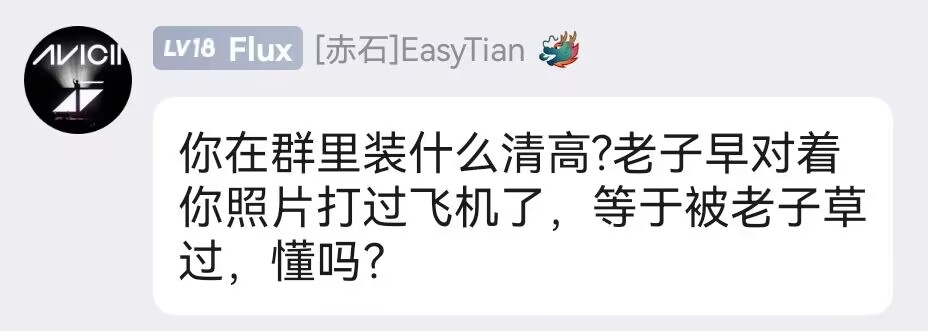 AVICII
LV18 Flux [赤石]EasyTian
你在群里装什么清高?老子早对着
你照片打过飞机了，等于被老子草
过，懂吗?